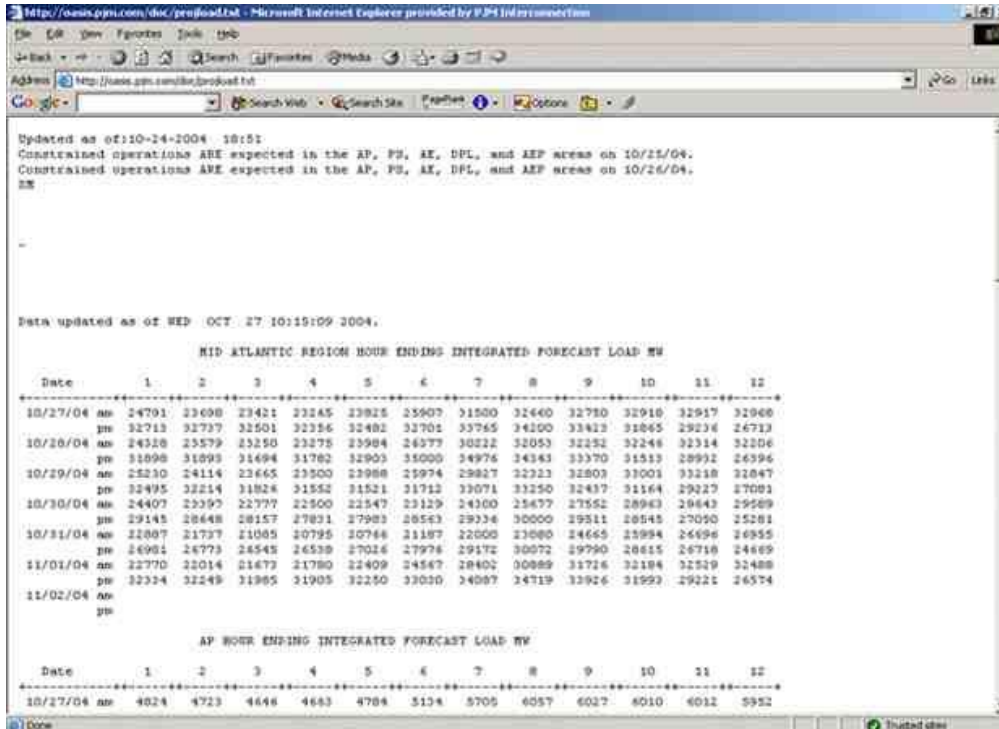 http://oasis.pjm.com/doc/projload.txt - Microsoft Internet Explorer provided by PJM Interconnection
File Edit View Favorites Tools Help
Back Search Favorites Media
Address http://oasis.pjm.com/doc/projload.txt Go Links
Google Search Web Search Site PageRank Options
Updated as of:10-24-2004 18:51
Constrained operations ARE expected in the AP, PS, AE, DPL, and AEP areas on 10/25/04.
Constrained operations ARE expected in the AP, PS, AE, DPL, and AEP areas on 10/26/04.
Data updated as of WED OCT 27 10:15:09 2004.
MID ATLANTIC REGION HOUR ENDING INTEGRATED FORECAST LOAD MW
Date 1 2 3 4 5 6 7 8 9 10 11 12
10/27/04 am 24791 23698 23421 23265 23825 25907 31500 32660 32750 32918 32917 32968
pm 32713 32737 32501 32356 32482 32701 33765 34200 33423 31865 29236 26713
10/28/04 am 24328 23579 23250 23275 23984 26377 30222 32053 32252 32246 32314 32206
pm 31898 31893 31694 31782 32903 35000 34976 34343 33370 31513 28932 26396
10/29/04 am 25230 24114 23665 23500 23988 25974 29827 32323 32803 33001 33218 32847
pm 32495 32214 31826 31552 31521 31712 33071 33250 32437 31164 29227 27081
10/30/04 am 24407 23397 22777 22500 22547 23129 24300 25677 27552 28963 29643 29589
pm 29145 28648 28157 27831 27983 28563 29334 30000 29511 28545 27050 25281
10/31/04 am 22887 21737 21085 20795 20766 21187 22000 23080 24665 25994 26696 26955
pm 26981 26773 26545 26538 27026 27976 29172 30072 29790 28615 26718 24669
11/01/04 am 22770 22014 21673 21780 22409 24567 28402 30889 31726 32184 32529 32488
pm 32334 32249 31985 31905 32250 33030 34087 34719 33926 31993 29221 26574
11/02/04 am
pm
AP HOUR ENDING INTEGRATED FORECAST LOAD MW
Date 1 2 3 4 5 6 7 8 9 10 11 12
10/27/04 am 4824 4723 4646 4663 4784 5134 5705 6057 6027 6010 6012 5952
Done Trusted sites